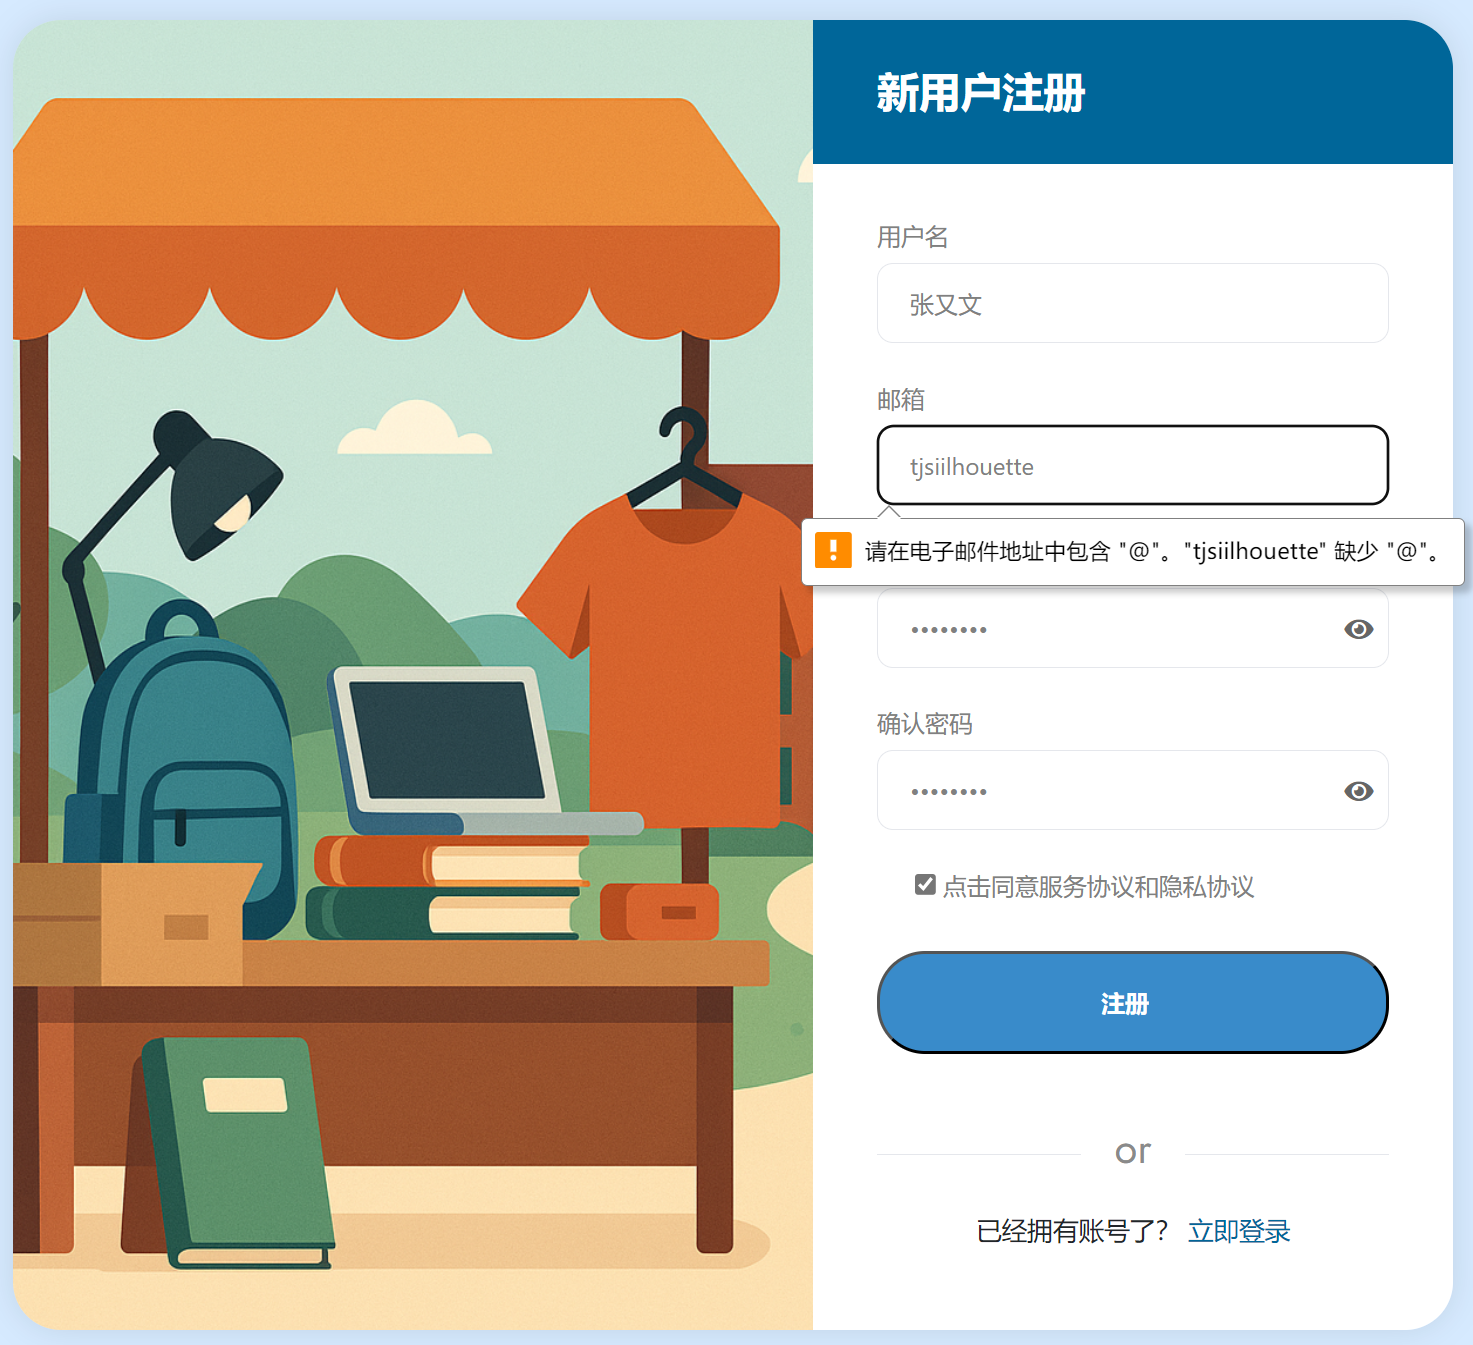 新用户注册
用户名
张又文
邮箱
tjsiilhouette
请在电子邮件地址中包含 "@"。"tjsiilhouette" 缺少 "@"。
••••••••
确认密码
••••••••
点击同意服务协议和隐私协议
注册
or
已经拥有账号了？ 立即登录